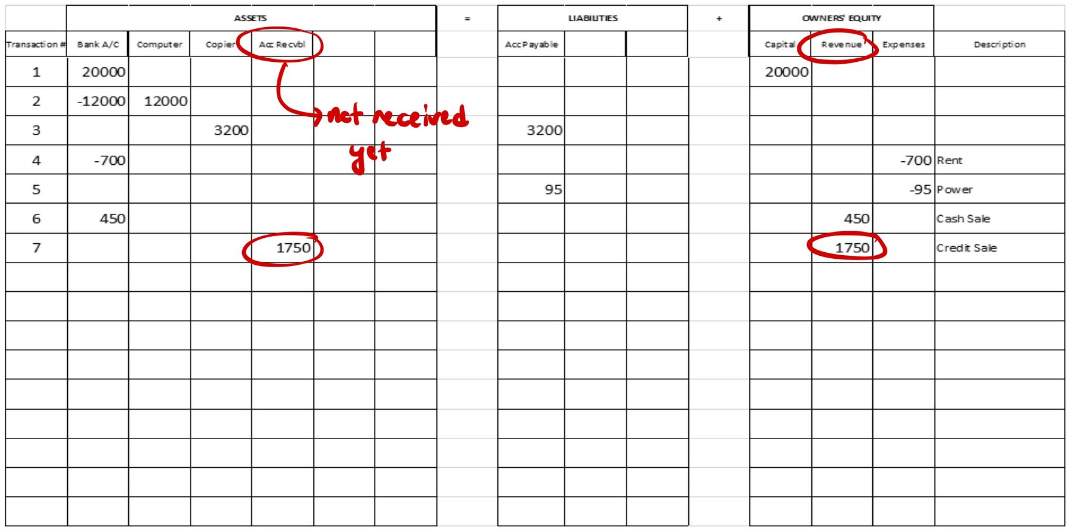 ASSETS = LIABILITIES + OWNERS' EQUITY
Transaction # Bank A/C Computer Copier Acc Recvbl Acc Payable Capital Revenue Expenses Description
1 20000 20000
2 -12000 12000
not received
3 3200 3200
yet
4 -700 -700 Rent
5 95 -95 Power
6 450 450 Cash Sale
7 1750 1750 Credit Sale